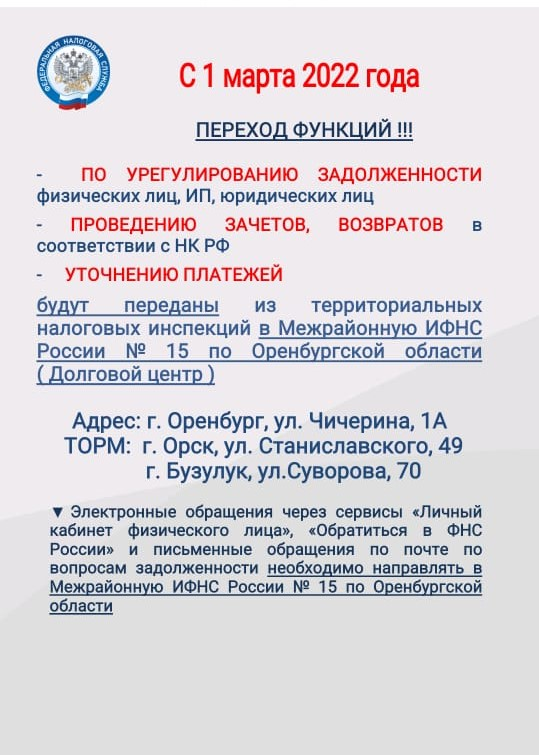 ФЕДЕРАЛЬНАЯ НАЛОГОВАЯ СЛУЖБА
С 1 марта 2022 года
ПЕРЕХОД ФУНКЦИЙ !!!
- ПО УРЕГУЛИРОВАНИЮ ЗАДОЛЖЕННОСТИ
физических лиц, ИП, юридических лиц
- ПРОВЕДЕНИЮ ЗАЧЕТОВ, ВОЗВРАТОВ в
соответствии с НК РФ
- УТОЧНЕНИЮ ПЛАТЕЖЕЙ
будут переданы из территориальных
налоговых инспекций в Межрайонную ИФНС
России № 15 по Оренбургской области
( Долговой центр )
Адрес: г. Оренбург, ул. Чичерина, 1А
ТОРМ: г. Орск, ул. Станиславского, 49
г. Бузулук, ул.Суворова, 70
▼ Электронные обращения через сервисы «Личный
кабинет физического лица», «Обратиться в ФНС
России» и письменные обращения по почте по
вопросам задолженности необходимо направлять в
Межрайонную ИФНС России № 15 по Оренбургской
области